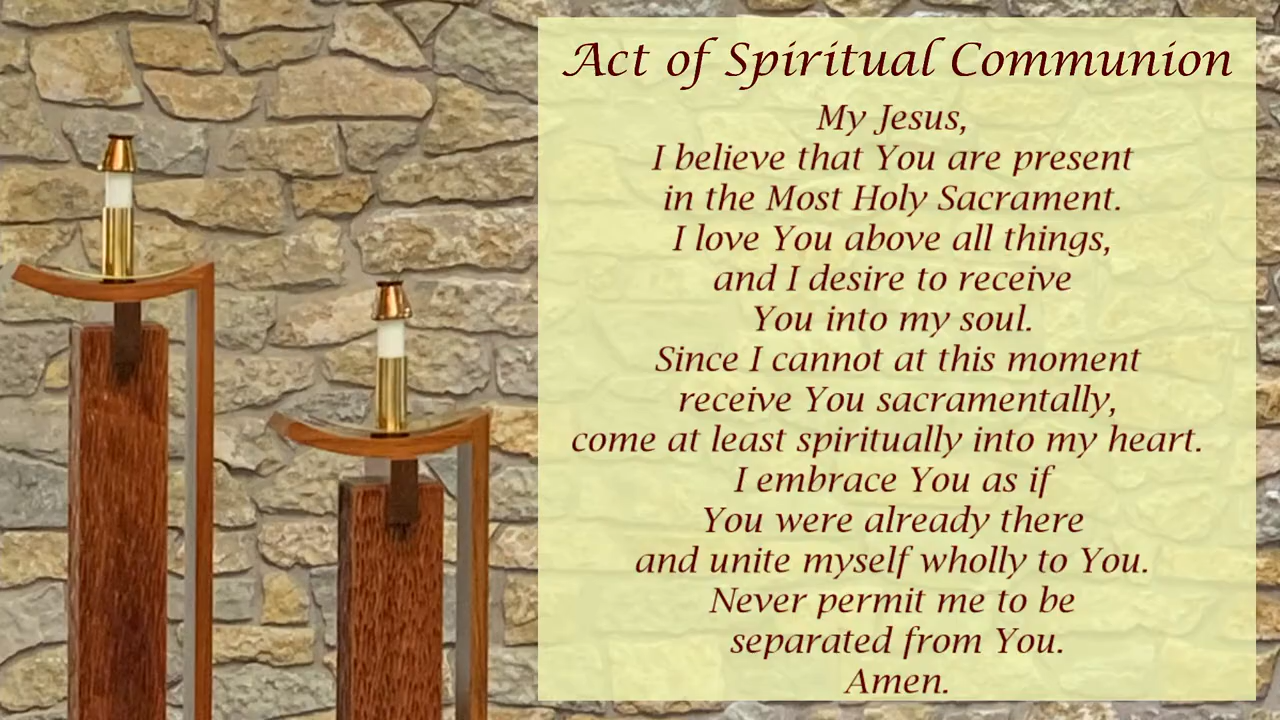 Act of Spiritual Communion
My Jesus,
I believe that You are present
in the Most Holy Sacrament.
I love You above all things,
and I desire to receive
You into my soul.
Since I cannot at this moment
receive You sacramentally,
come at least spiritually into my heart.
I embrace You as if
You were already there
and unite myself wholly to You.
Never permit me to be
separated from You.
Amen.